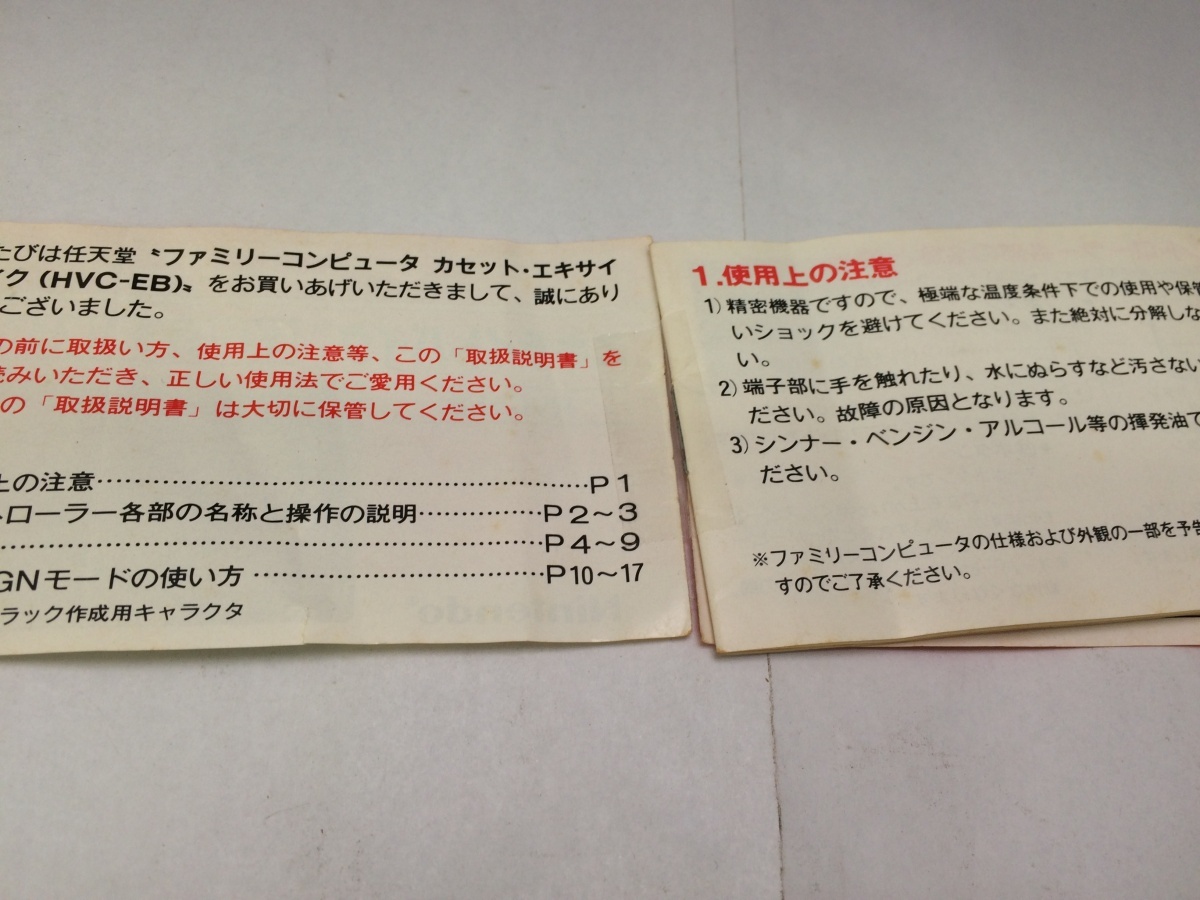 たびは任天堂〝ファミリーコンピュータ カセット・エキサイ
イク(HVC-EB)〟をお買いあげいただきまして、誠にあり
ございました。
の前に取扱い方、使用上の注意等、この「取扱説明書」を
読みいただき、正しい使用法でご愛用ください。
の「取扱説明書」は大切に保管してください。
上の注意……………………………………………P1
トローラー各部の名称と操作の説明……………P2~3
……………………………………………………P4~9
GNモードの使い方……………………………P10~17
ラック作成用キャラクタ
1.使用上の注意
1)精密機器ですので、極端な温度条件下での使用や保管
いショックを避けてください。また絶対に分解しな
い。
2)端子部に手を触れたり、水にぬらすなど汚さない
ださい。故障の原因となります。
3)シンナー・ベンジン・アルコール等の揮発油で
ださい。
※ファミリーコンピュータの仕様および外観の一部を予告
すのでご了承ください。